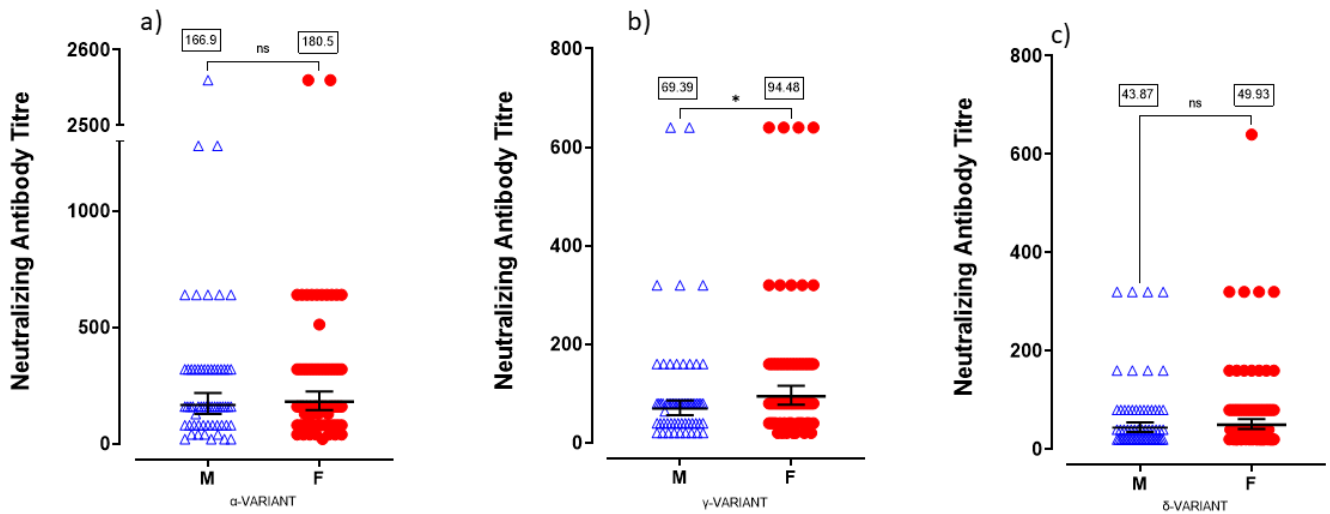 a)
166.9
ns
180.5
Neutralizing Antibody Titre
2600
2500
1000
500
0
M
F
α-VARIANT
b)
69.39
*
94.48
Neutralizing Antibody Titre
800
600
400
200
0
M
F
γ-VARIANT
c)
43.87
ns
49.93
Neutralizing Antibody Titre
800
600
400
200
0
M
F
δ-VARIANT